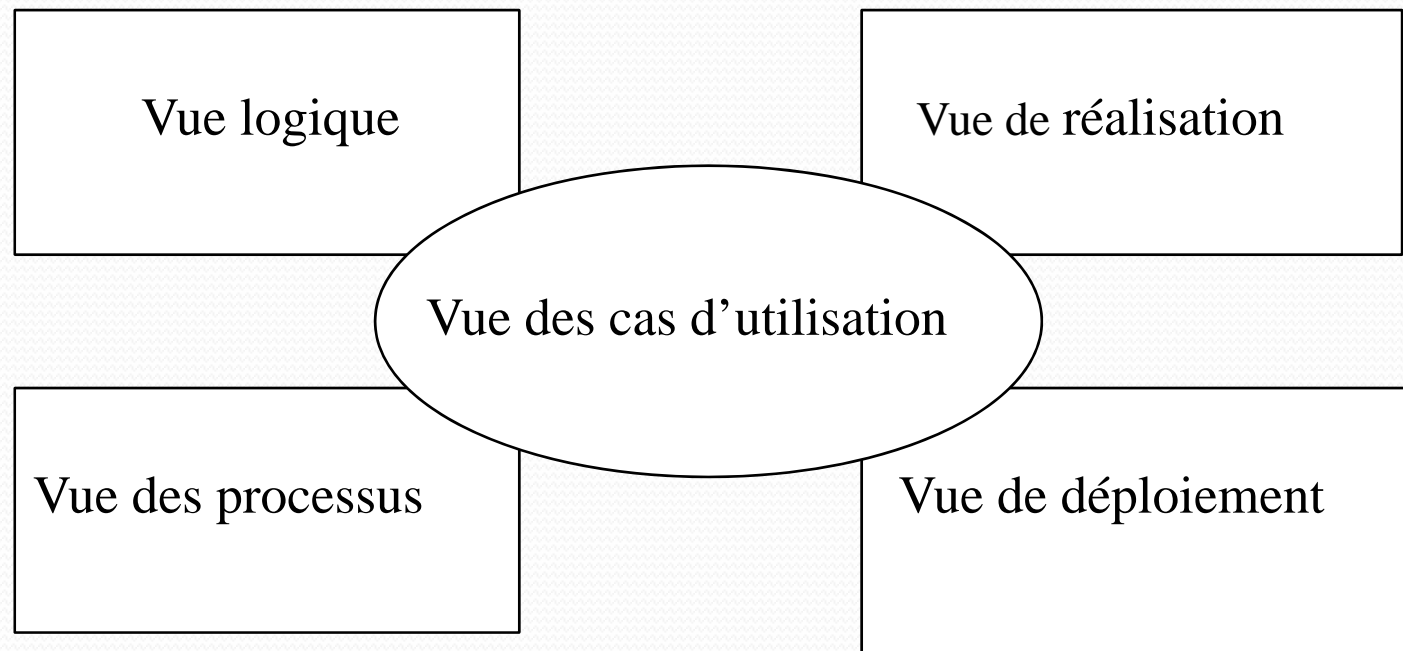 Vue logique
Vue de réalisation
Vue des cas d’utilisation
Vue des processus
Vue de déploiement